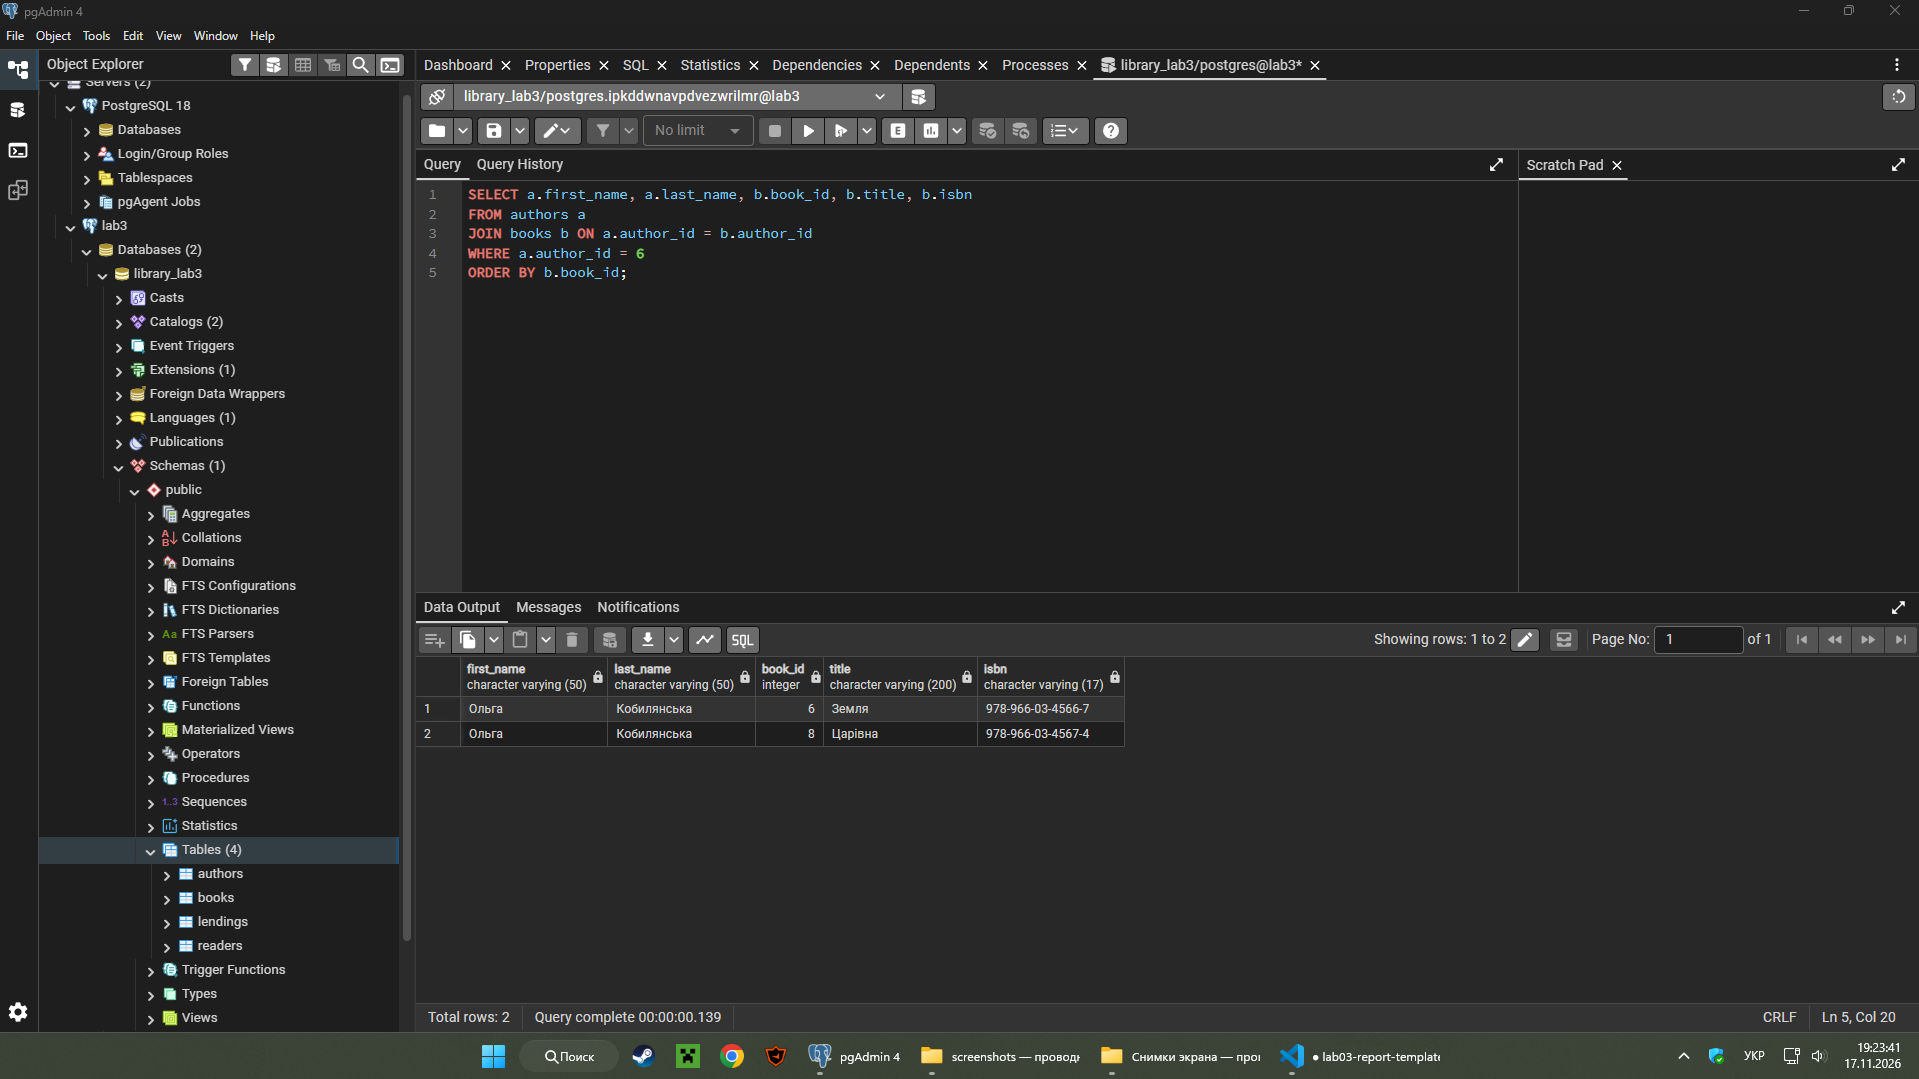 pgAdmin 4
File Object Tools Edit View Window Help
Object Explorer
Servers (2)
PostgreSQL 18
Databases
Login/Group Roles
Tablespaces
pgAgent Jobs
lab3
Databases (2)
library_lab3
Casts
Catalogs (2)
Event Triggers
Extensions (1)
Foreign Data Wrappers
Languages (1)
Publications
Schemas (1)
public
Aggregates
Collations
Domains
FTS Configurations
FTS Dictionaries
Aa FTS Parsers
FTS Templates
Foreign Tables
Functions
Materialized Views
Operators
Procedures
1..3 Sequences
Statistics
Tables (4)
authors
books
lendings
readers
Trigger Functions
Types
Views
Dashboard Properties SQL Statistics Dependencies Dependents Processes library_lab3/postgres@lab3*
library_lab3/postgres.ipkddwnavpdvezwrilmr@lab3
No limit E
Query Query History
Scratch Pad
1 SELECT a.first_name, a.last_name, b.book_id, b.title, b.isbn
2 FROM authors a
3 JOIN books b ON a.author_id = b.author_id
4 WHERE a.author_id = 6
5 ORDER BY b.book_id;
Data Output Messages Notifications
SQL Showing rows: 1 to 2 Page No: 1 of 1
first_name last_name book_id title isbn
character varying (50) character varying (50) integer character varying (200) character varying (17)
1 Ольга Кобилянська 6 Земля 978-966-03-4566-7
2 Ольга Кобилянська 8 Царівна 978-966-03-4567-4
Total rows: 2 Query complete 00:00:00.139 CRLF Ln 5, Col 20
Поиск pgAdmin 4 screenshots — проводн Снимки экрана — про ● lab03-report-template УКР 19:23:41
17.11.2026